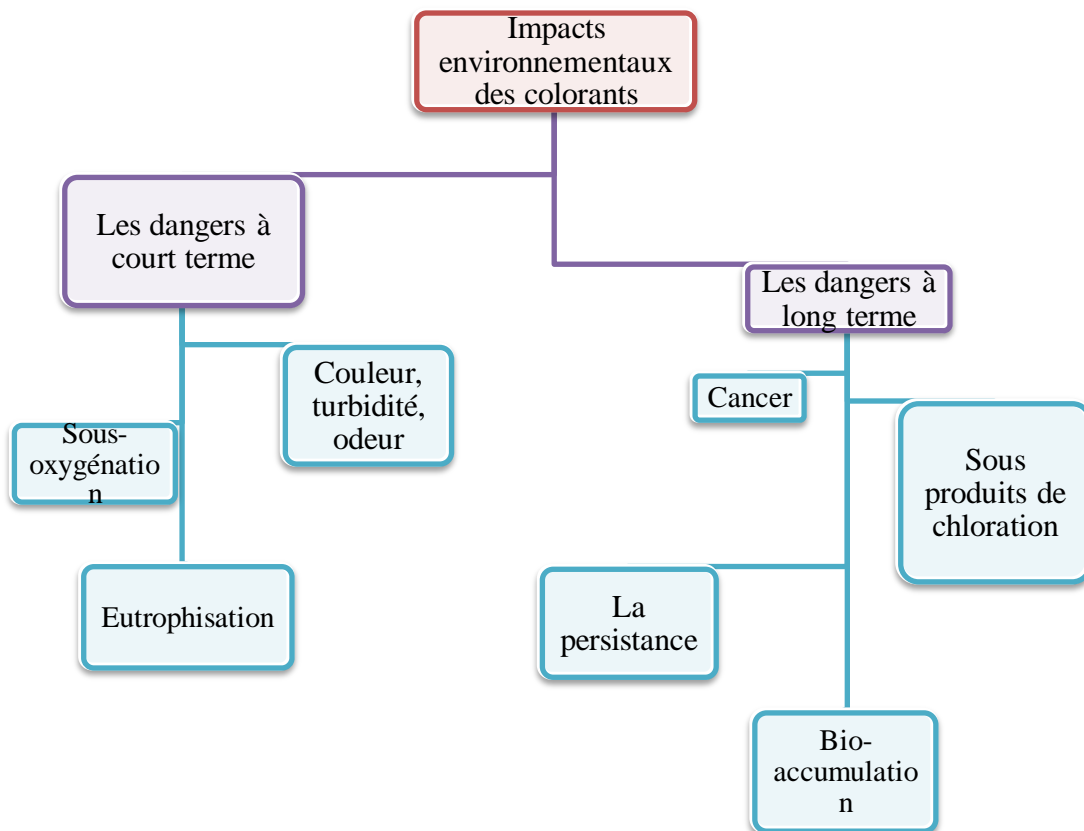 Impacts
environnementaux
des colorants
Les dangers à
court terme
Couleur,
turbidité,
odeur
Sous-
oxygénatio
n
Eutrophisation
Les dangers à
long terme
Cancer
Sous
produits de
chloration
La
persistance
Bio-
accumulatio
n